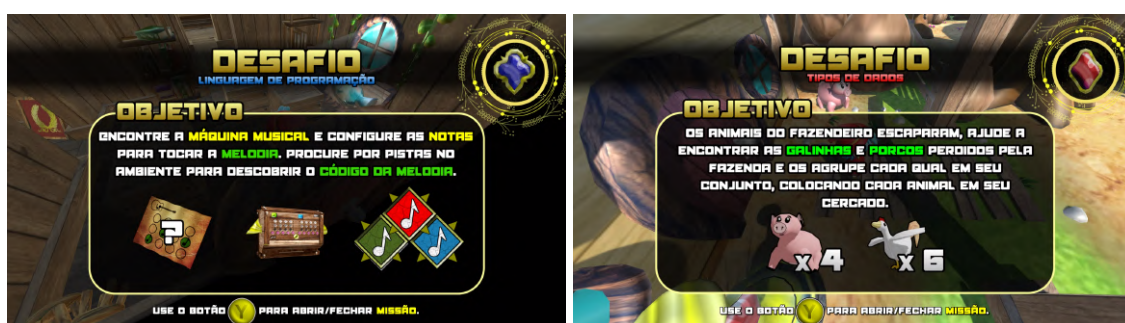 DESAFIO
LINGUAGEM DE PROGRAMAÇÃO
OBJETIVO
ENCONTRE A MÁQUINA MUSICAL E CONFIGURE AS NOTAS
PARA TOCAR A MELODIA. PROCURE POR PISTAS NO
AMBIENTE PARA DESCOBRIR O CÓDIGO DA MELODIA.
?
USE O BOTÃO Y PARA ABRIR/FECHAR MISSÃO.
DESAFIO
TIPOS DE DADOS
OBJETIVO
OS ANIMAIS DO FAZENDEIRO ESCAPARAM, AJUDE A
ENCONTRAR AS GALINHAS E PORCOS PERDIDOS PELA
FAZENDA E OS AGRUPE CADA QUAL EM SEU
CONJUNTO, COLOCANDO CADA ANIMAL EM SEU
CERCADO.
X 4 X 6
USE O BOTÃO Y PARA ABRIR/FECHAR MISSÃO.